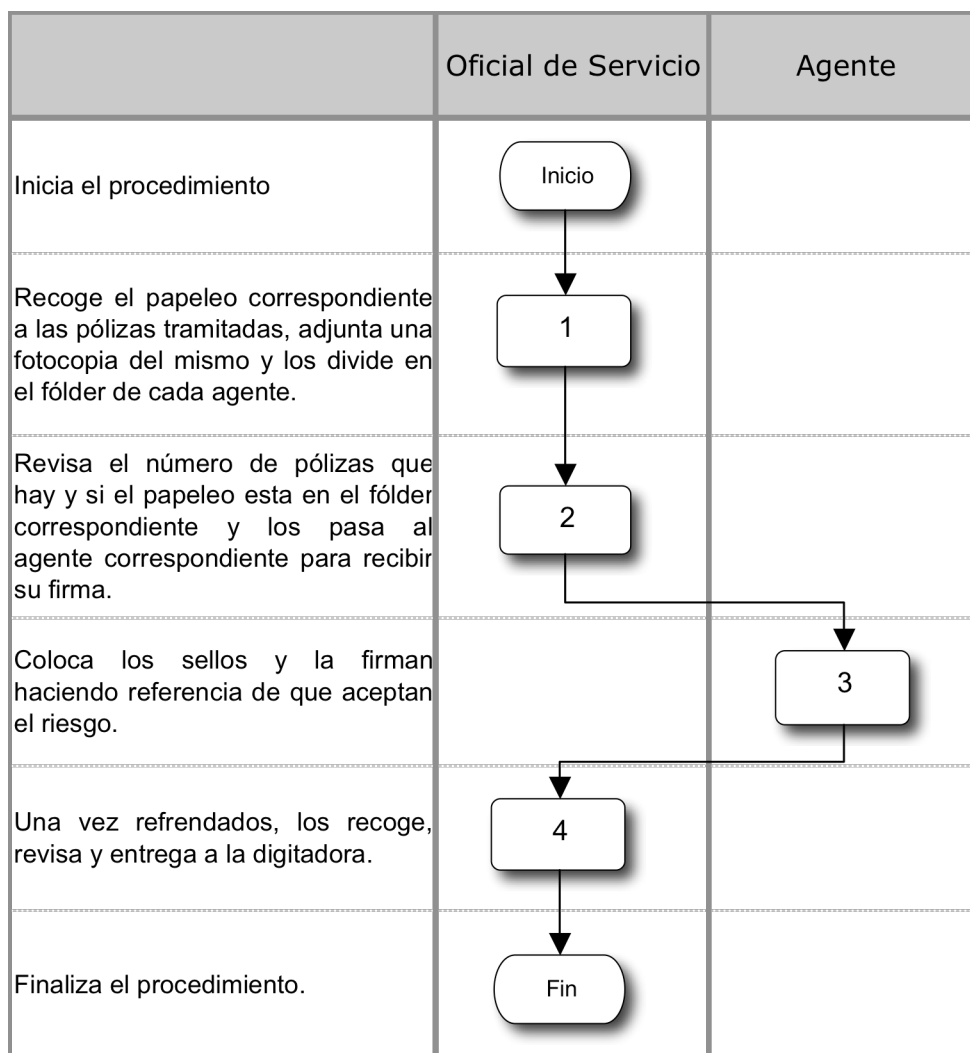 Oficial de Servicio
Agente
Inicia el procedimiento
Inicio
Recoge el papeleo correspondiente
a las pólizas tramitadas, adjunta una
fotocopia del mismo y los divide en
el fólder de cada agente.
1
Revisa el número de pólizas que
hay y si el papeleo esta en el fólder
correspondiente y los pasa al
agente correspondiente para recibir
su firma.
2
Coloca los sellos y la firman
haciendo referencia de que aceptan
el riesgo.
3
Una vez refrendados, los recoge,
revisa y entrega a la digitadora.
4
Finaliza el procedimiento.
Fin